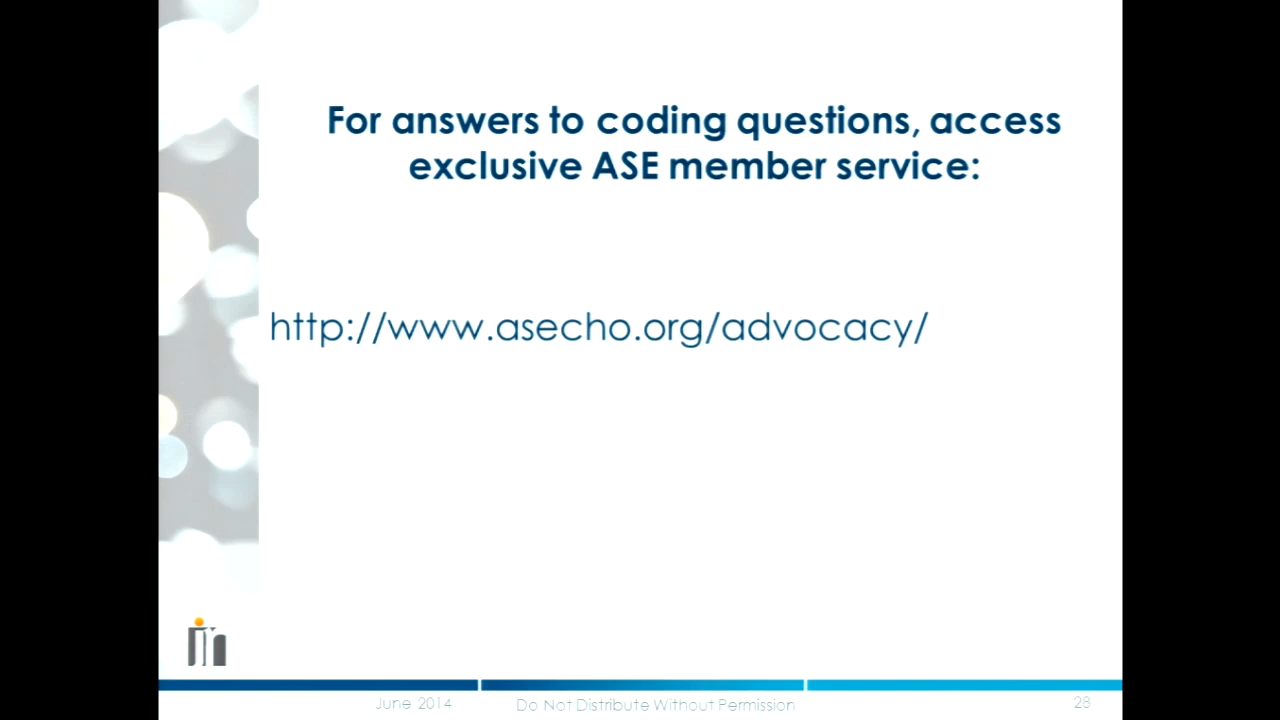 For answers to coding questions, access
exclusive ASE member service:
http://www.asecho.org/advocacy/
June 2014
Do Not Distribute Without Permission
28